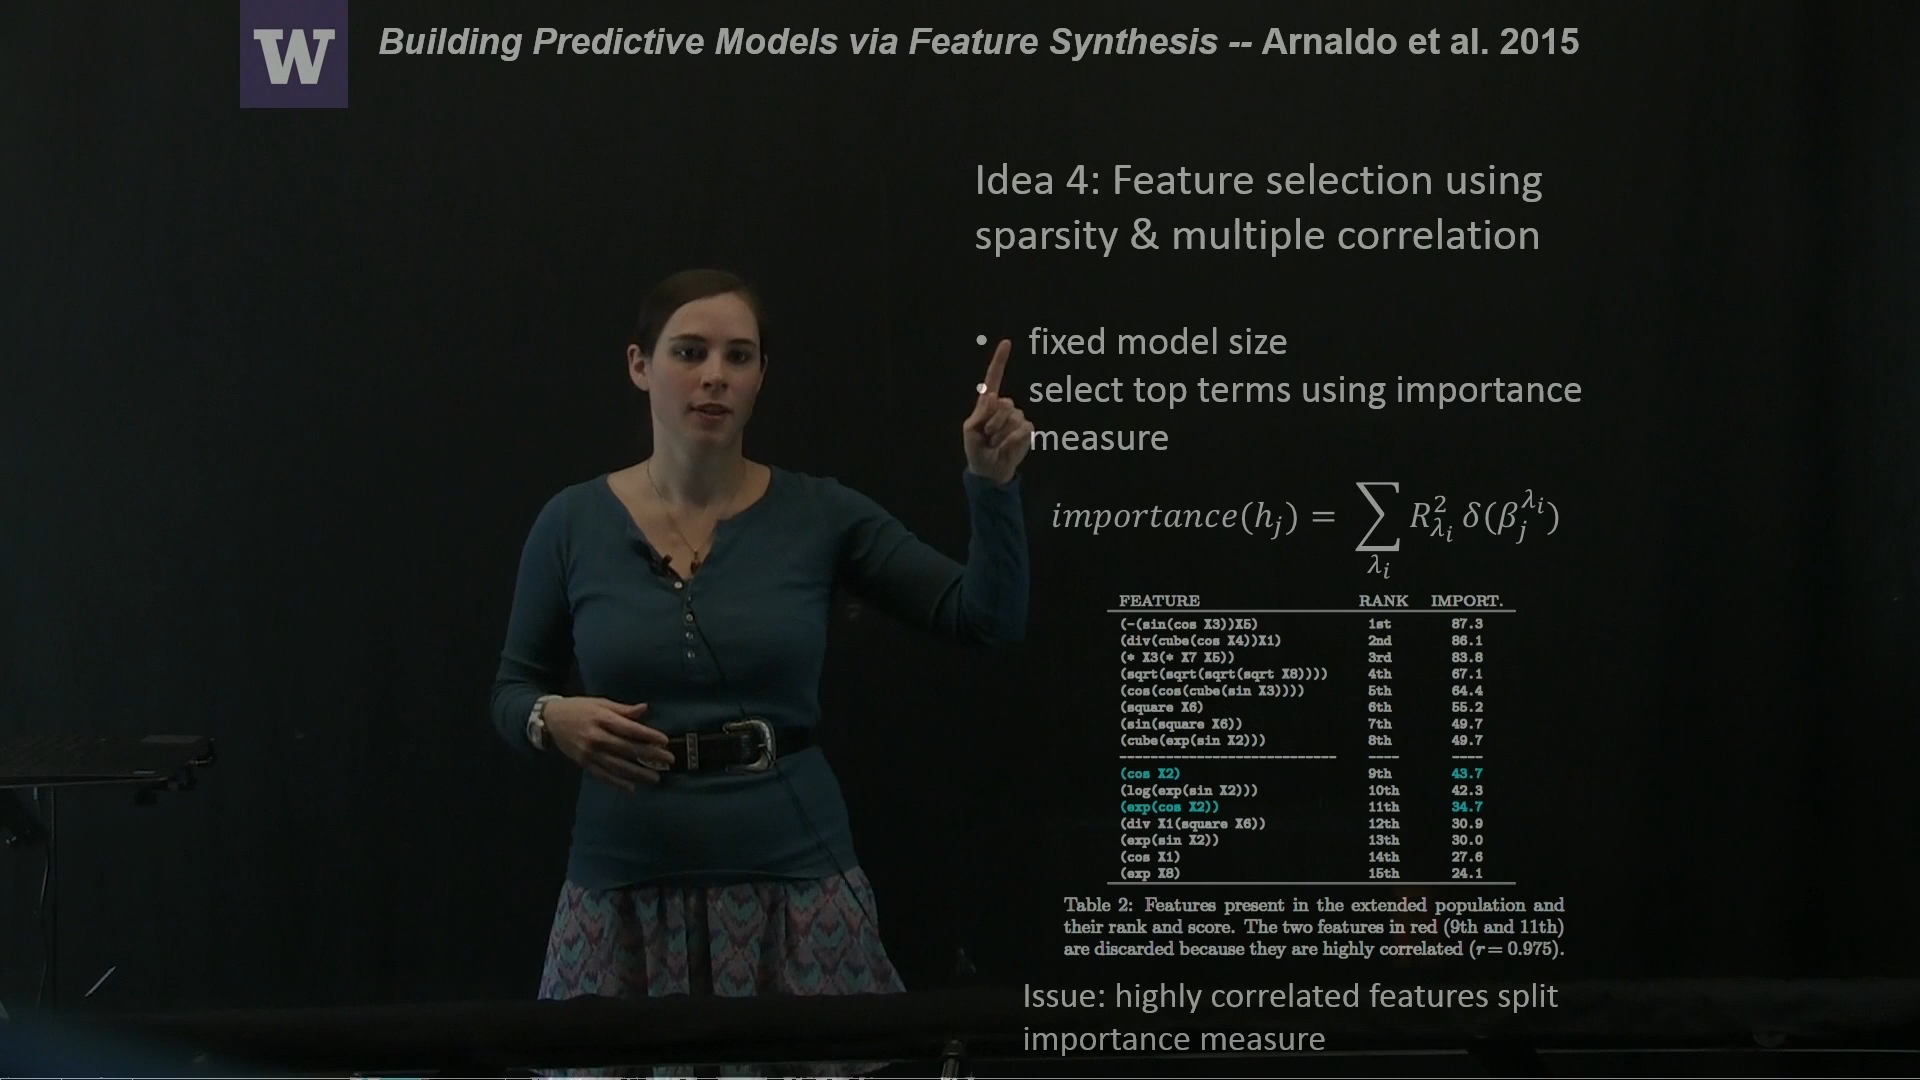 W
Building Predictive Models via Feature Synthesis -- Arnaldo et al. 2015
Idea 4: Feature selection using
sparsity & multiple correlation
• fixed model size
• select top terms using importance
measure
importance(h_j) = ∑_{λ_i} R²_{λ_i} δ(β_j^{λ_i})
FEATURE RANK IMPORT.
(-(sin(cos X3))X5) 1st 87.3
(div(cube(cos X4))X1) 2nd 86.1
(* X3(* X7 X5)) 3rd 83.8
(sqrt(sqrt(sqrt(sqrt X8)))) 4th 67.1
(cos(cos(cube(sin X3)))) 5th 64.4
(square X6) 6th 55.2
(sin(square X6)) 7th 49.7
(cube(exp(sin X2))) 8th 49.7
(cos X2) 9th 43.7
(log(exp(sin X2))) 10th 42.3
(exp(cos X2)) 11th 34.7
(div X1(square X6)) 12th 30.9
(exp(sin X2)) 13th 30.0
(cos X1) 14th 27.6
(exp X8) 15th 24.1
Table 2: Features present in the extended population and
their rank and score. The two features in red (9th and 11th)
are discarded because they are highly correlated (r = 0.975).
Issue: highly correlated features split
importance measure